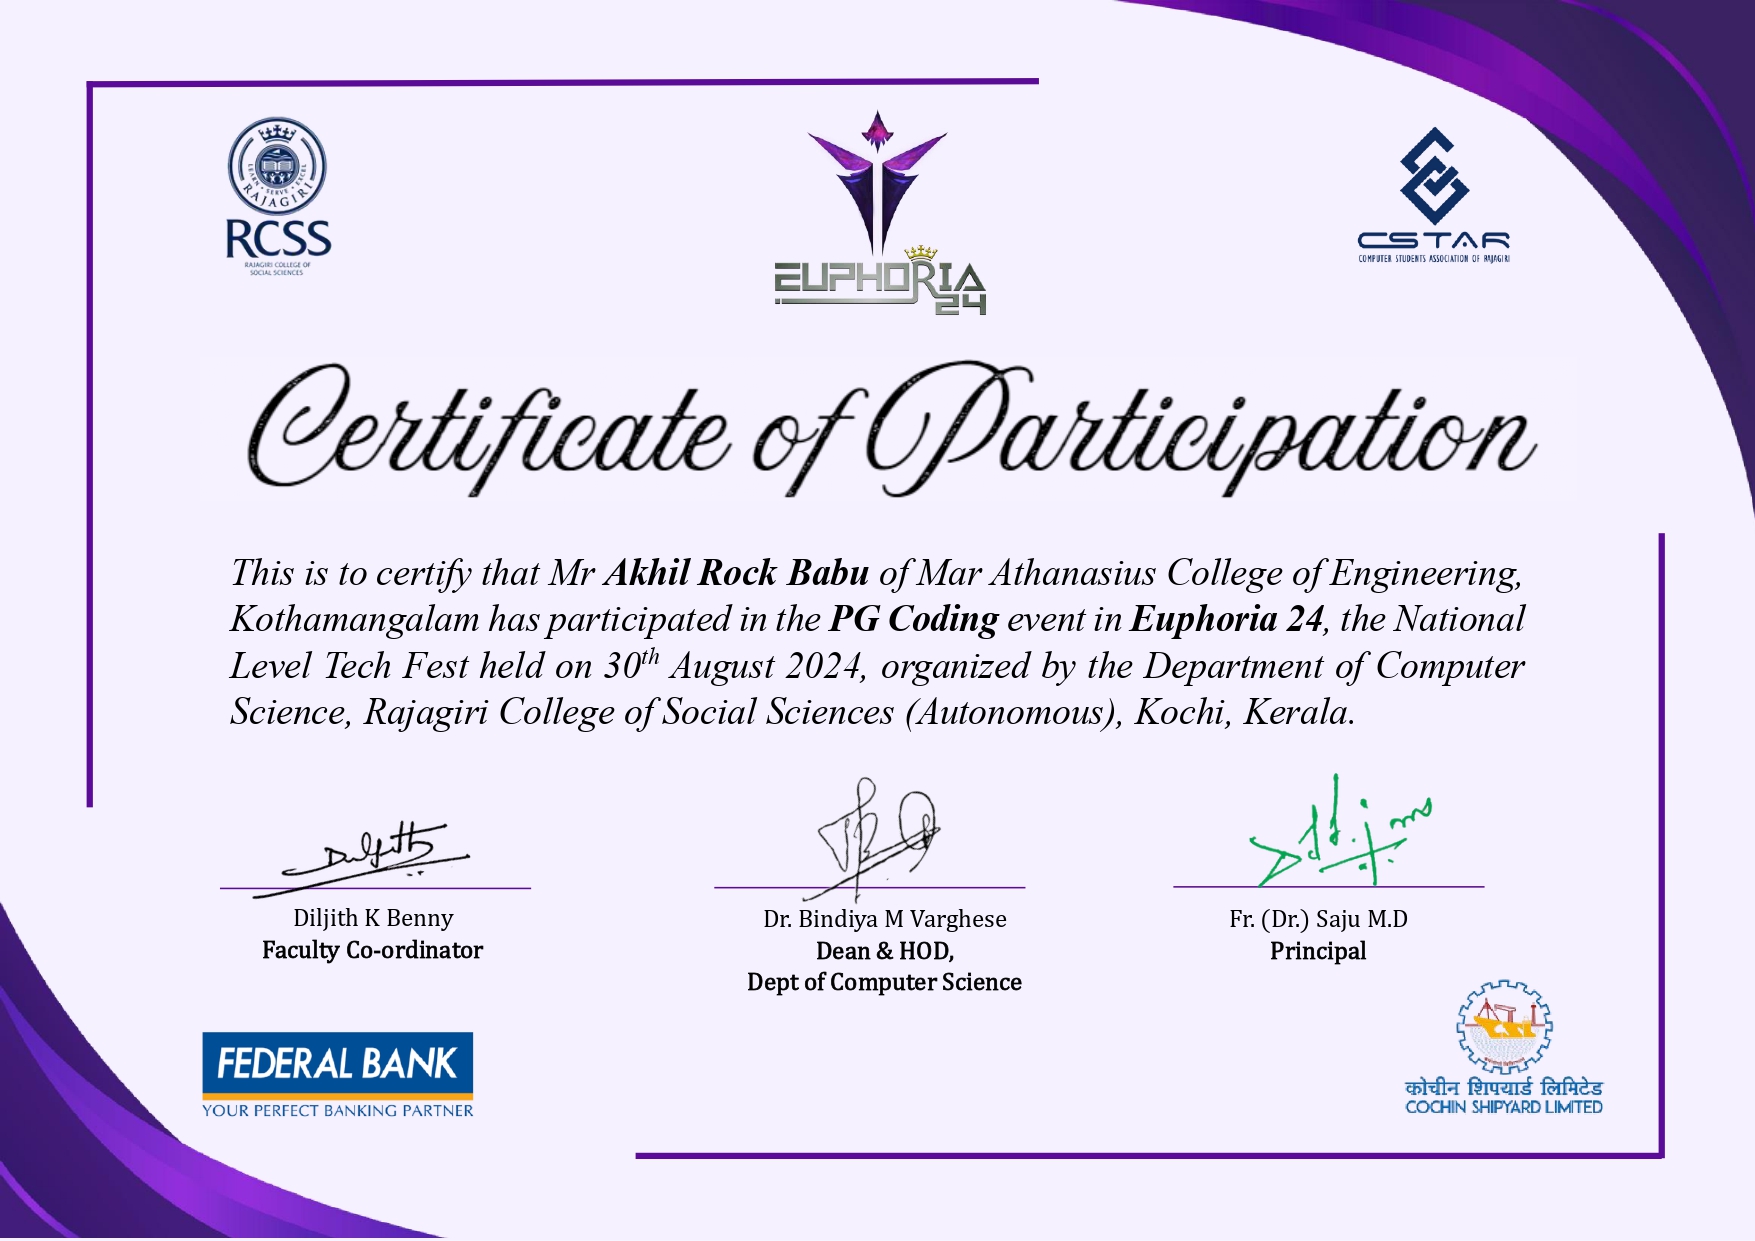 LEARN • SERVE • EXCEL
RAJAGIRI
RCSS
RAJAGIRI COLLEGE OF
SOCIAL SCIENCES
EUPHORIA
24
CSTAR
COMPUTER STUDENTS ASSOCIATION OF RAJAGIRI
Certificate of Participation
This is to certify that Mr Akhil Rock Babu of Mar Athanasius College of Engineering,
Kothamangalam has participated in the PG Coding event in Euphoria 24, the National
Level Tech Fest held on 30th August 2024, organized by the Department of Computer
Science, Rajagiri College of Social Sciences (Autonomous), Kochi, Kerala.
Diljith
Diljith K Benny
Faculty Co-ordinator
Dr. Bindiya M Varghese
Dean & HOD,
Dept of Computer Science
Fr. (Dr.) Saju M.D
Principal
FEDERAL BANK
YOUR PERFECT BANKING PARTNER
कोचीन शिपयार्ड लिमिटेड
COCHIN SHIPYARD LIMITED